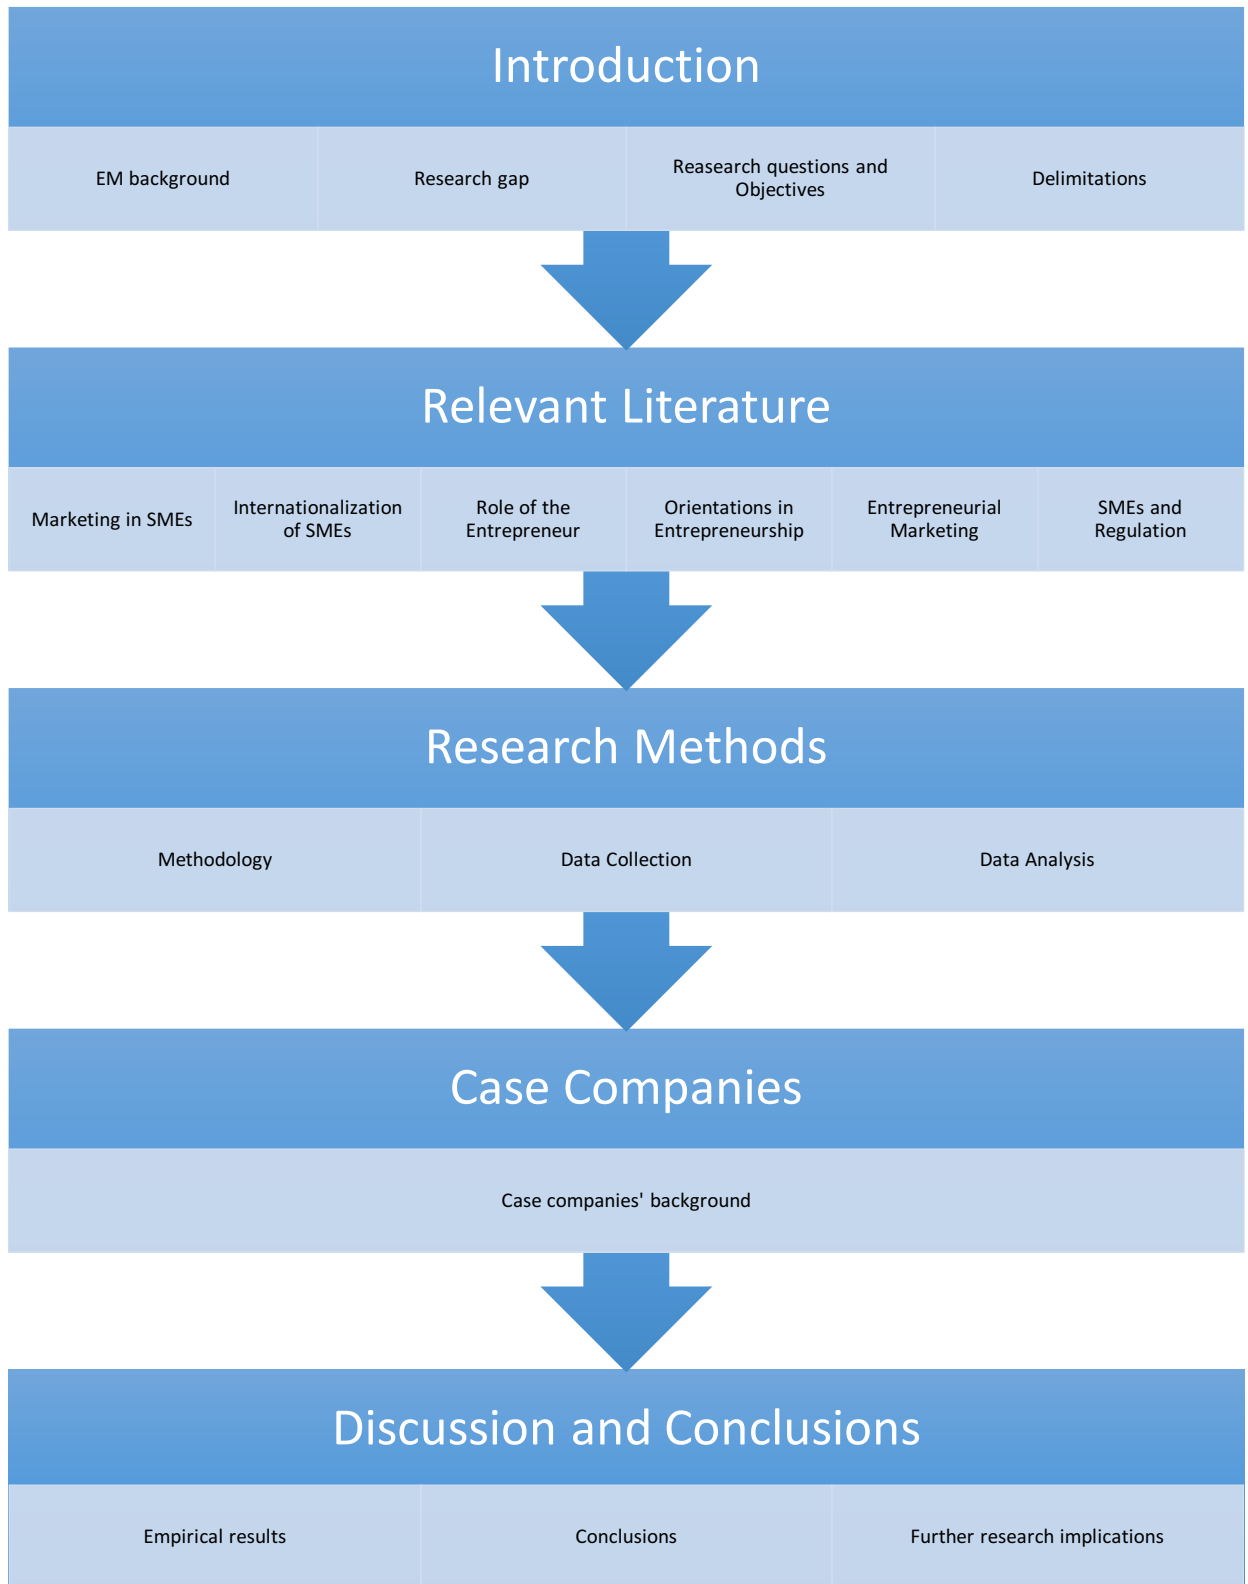 Introduction
EM background
Research gap
Reasearch questions and
Objectives
Delimitations
Relevant Literature
Marketing in SMEs
Internationalization
of SMEs
Role of the
Entrepreneur
Orientations in
Entrepreneurship
Entrepreneurial
Marketing
SMEs and
Regulation
Research Methods
Methodology
Data Collection
Data Analysis
Case Companies
Case companies' background
Discussion and Conclusions
Empirical results
Conclusions
Further research implications